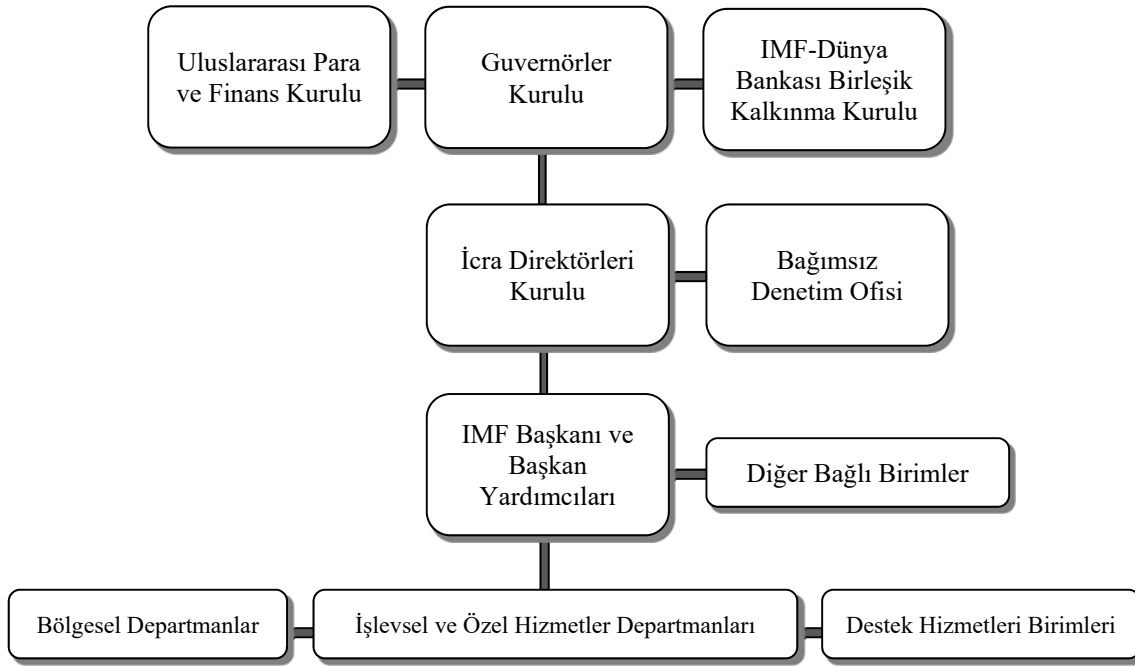 Uluslararası Para
ve Finans Kurulu
Guvernörler
Kurulu
IMF-Dünya
Bankası Birleşik
Kalkınma Kurulu
İcra Direktörleri
Kurulu
Bağımsız
Denetim Ofisi
IMF Başkanı ve
Başkan
Yardımcıları
Diğer Bağlı Birimler
Bölgesel Departmanlar
İşlevsel ve Özel Hizmetler Departmanları
Destek Hizmetleri Birimleri